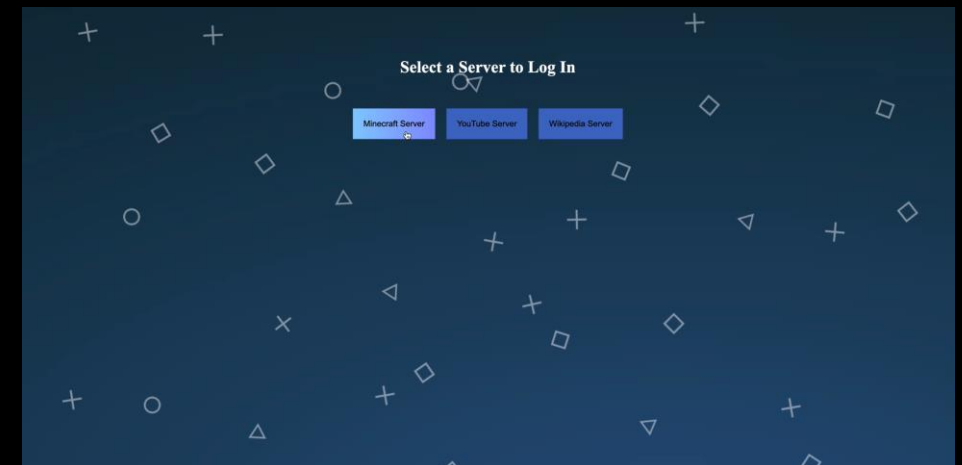 Select a Server to Log In
Minecraft Server
YouTube Server
Wikipedia Server